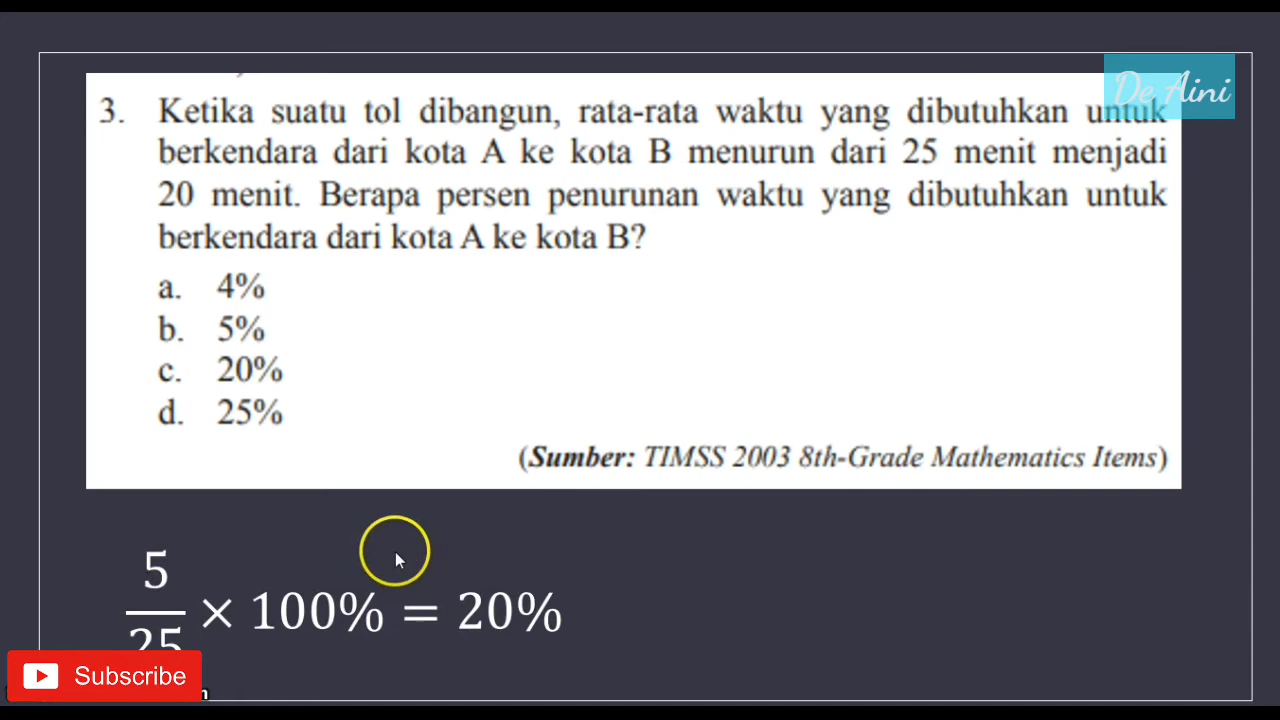 De Aini
3. Ketika suatu tol dibangun, rata-rata waktu yang dibutuhkan untuk
berkendara dari kota A ke kota B menurun dari 25 menit menjadi
20 menit. Berapa persen penurunan waktu yang dibutuhkan untuk
berkendara dari kota A ke kota B?
a. 4%
b. 5%
c. 20%
d. 25%
(Sumber: TIMSS 2003 8th-Grade Mathematics Items)
5
× 100% = 20%
25
Subscribe